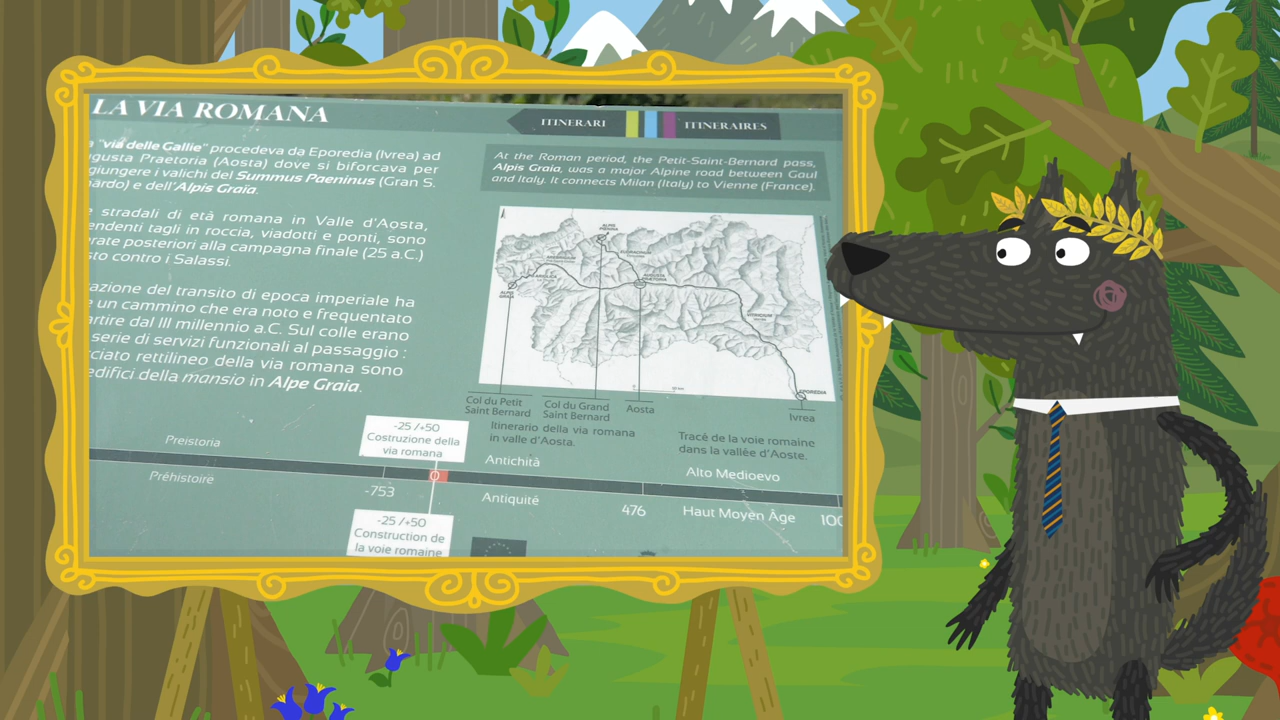 LA VIA ROMANA
ITINERARI
ITINERAIRES
"via delle Gallie" procedeva da Eporedia (Ivrea) ad
Praetoria (Aosta) dove si biforcava per
i valichi del Summus Paeninus (Gran S.
e dell'Alpis Graia.
stradali di età romana in Valle d'Aosta,
tagli in roccia, viadotti e ponti, sono
posteriori alla campagna finale (25 a.C.)
contro i Salassi.
del transito di epoca imperiale ha
un cammino che era noto e frequentato
dal III millennio a.C. Sul colle erano
serie di servizi funzionali al passaggio :
rettilineo della via romana sono
edifici della mansio in Alpe Graia.
At the Roman period, the Petit-Saint-Bernard pass,
Alpis Graia, was a major Alpine road between Gaul
and Italy. It connects Milan (Italy) to Vienne (France).
ALPIS
GRAIA
AUGUSTA
PRAETORIA
EPOREDIA
Col du Petit
Saint Bernard
Col du Grand
Saint Bernard
Aosta
Ivrea
Itinerario della via romana
in valle d'Aosta.
Tracé de la voie romaine
dans la vallée d'Aoste.
Preistoria
-25 /+50
Costruzione della
via romana
Antichità
Alto Medioevo
Préhistoire
-753
Antiquité
476
Haut Moyen Âge
-25 /+50
Construction de
la voie romaine